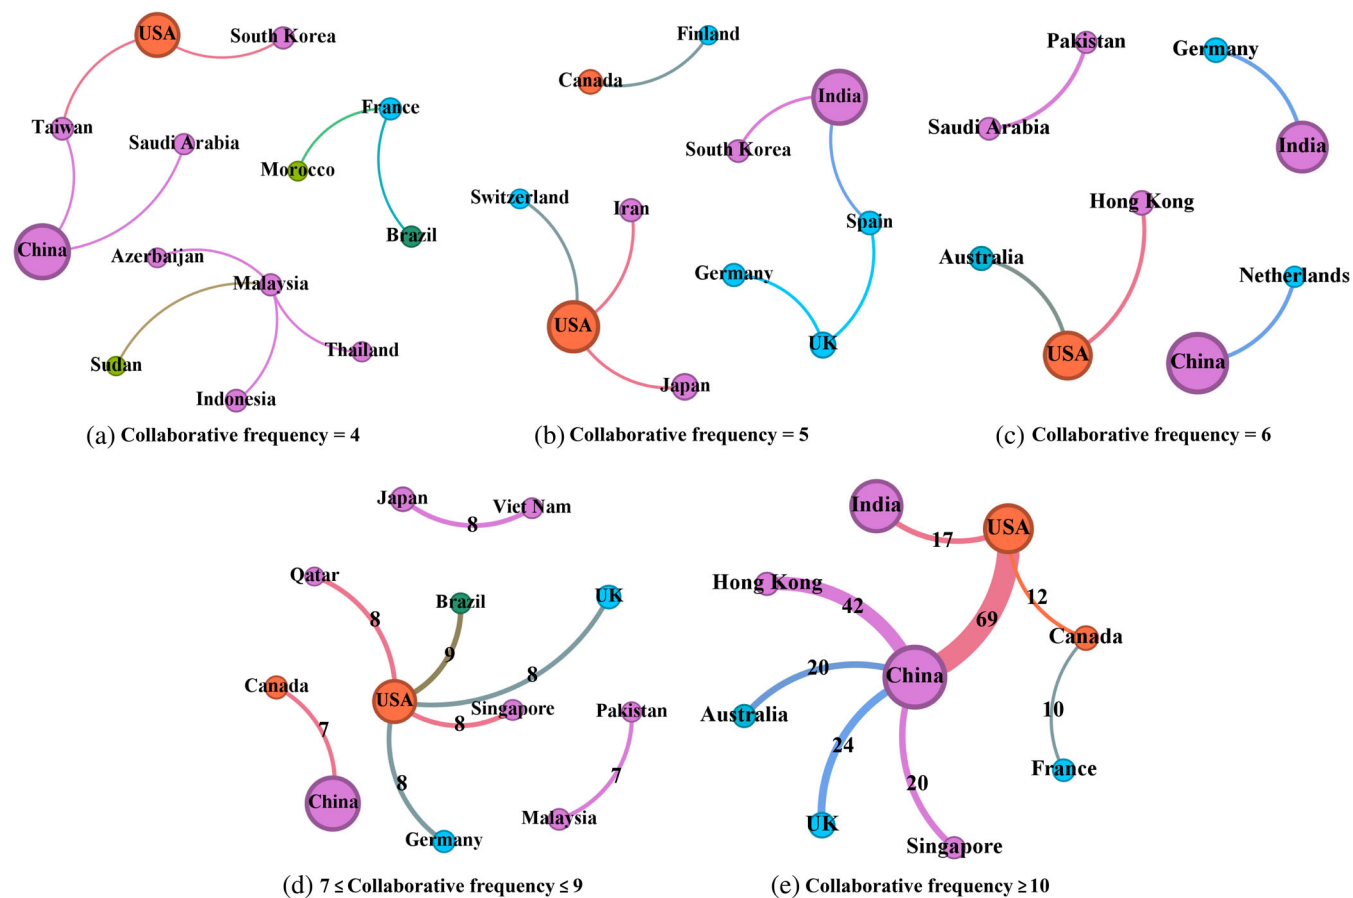 USA
South Korea
Taiwan
Saudi Arabia
France
Morocco
Brazil
China
Azerbaijan
Malaysia
Sudan
Thailand
Indonesia
(a) Collaborative frequency = 4
Finland
Canada
India
South Korea
Switzerland
Iran
Spain
Germany
USA
UK
Japan
(b) Collaborative frequency = 5
Pakistan
Germany
Saudi Arabia
India
Hong Kong
Australia
Netherlands
USA
China
(c) Collaborative frequency = 6
Japan
Viet Nam
8
Qatar
Brazil
UK
8
9
8
Canada
USA
Singapore
8
Pakistan
7
8
7
China
Malaysia
Germany
(d) 7 ≤ Collaborative frequency ≤ 9
India
USA
17
Hong Kong
42
69
12
Canada
20
China
Australia
10
24
France
20
UK
Singapore
(e) Collaborative frequency ≥ 10